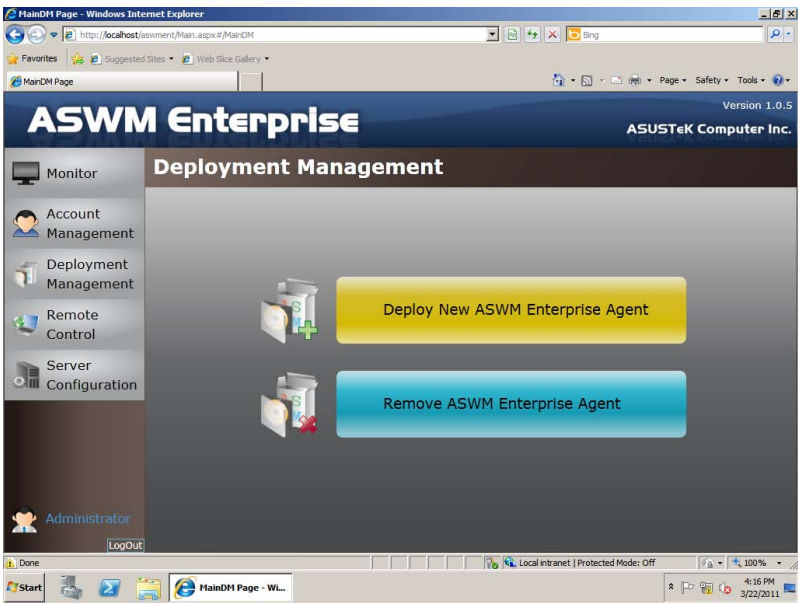 MainDM Page - Windows Internet Explorer
http://localhost/aswment/Main.aspx#/MainDM
Bing
Favorites
Suggested Sites
Web Slice Gallery
MainDM Page
Page
Safety
Tools
Version 1.0.5
ASWM Enterprise
ASUSTeK Computer Inc.
Monitor
Deployment Management
Account
Management
Deployment
Management
Deploy New ASWM Enterprise Agent
Remote
Control
Server
Configuration
Remove ASWM Enterprise Agent
Administrator
LogOut
Done
Local intranet | Protected Mode: Off
100%
Start
MainDM Page - Wi...
4:16 PM
3/22/2011